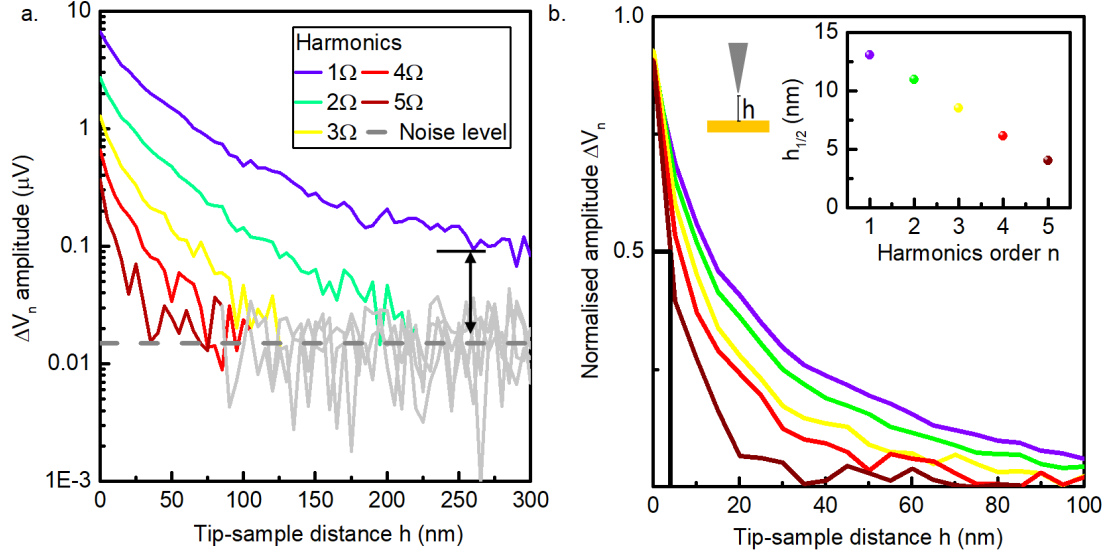 a.
10
1
0.1
0.01
1E-3
0
50
100
150
200
250
300
ΔVn amplitude (µV)
Tip-sample distance h (nm)
Harmonics
1Ω 4Ω
2Ω 5Ω
3Ω Noise level
b.
1.0
0.5
0
20
40
60
80
100
Normalised amplitude ΔVn
Tip-sample distance h (nm)
h
15
10
5
0
1 2 3 4 5
h1/2 (nm)
Harmonics order n